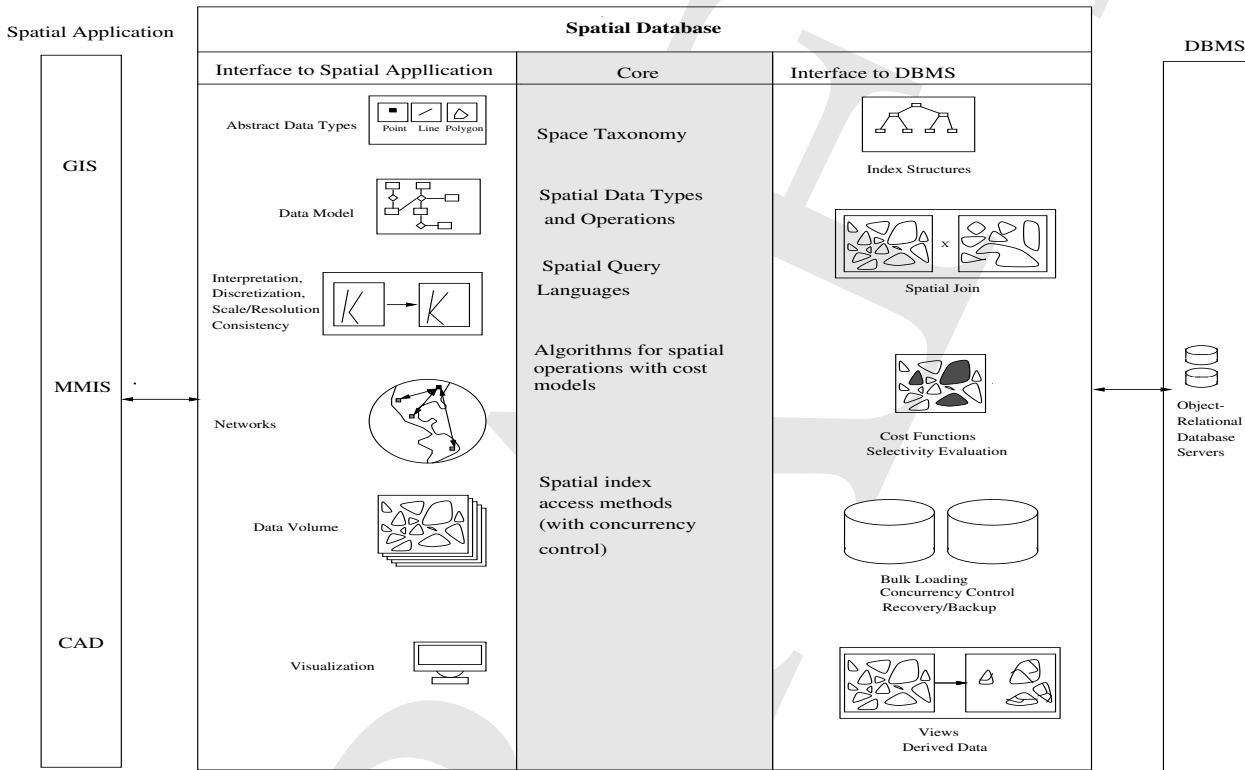 Spatial Application
Spatial Database
DBMS
Interface to Spatial Appllication
Core
Interface to DBMS
GIS
MMIS
CAD
Abstract Data Types
Point Line Polygon
Data Model
Interpretation,
Discretization,
Scale/Resolution
Consistency
Networks
Data Volume
Visualization
Space Taxonomy
Spatial Data Types
and Operations
Spatial Query
Languages
Algorithms for spatial
operations with cost
models
Spatial index
access methods
(with concurrency
control)
Index Structures
x
Spatial Join
Cost Functions
Selectivity Evaluation
Bulk Loading
Concurrency Control
Recovery/Backup
Views
Derived Data
Object-
Relational
Database
Servers